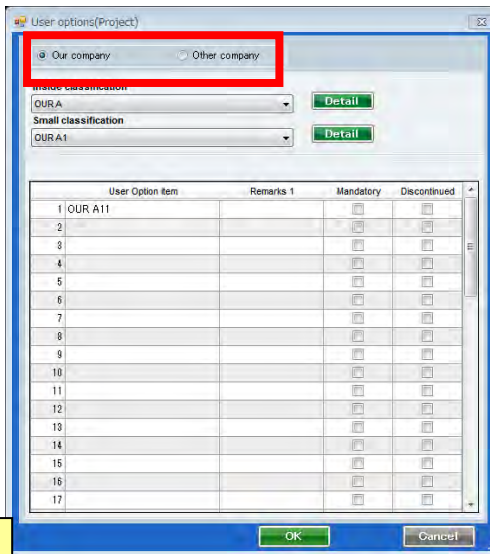 User options(Project)
Our company Other company
Inside classification
OUR A
Detail
Small classification
OUR A1
Detail
User Option item Remarks 1 Mandatory Discontinued
1 OUR A11
2
3
4
5
6
7
8
9
10
11
12
13
14
15
16
17
OK Cancel